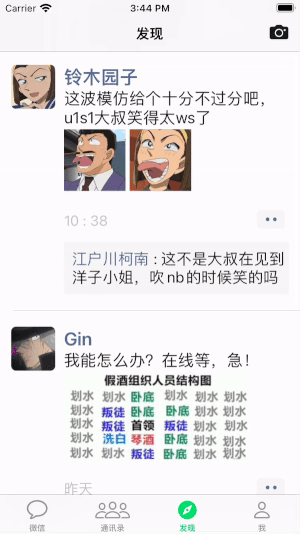 Carrier 3:44 PM
发现
铃木园子
这波模仿给个十分不过分吧，
u1s1大叔笑得太ws了
10 : 38
江户川柯南 : 这不是大叔在见到
洋子小姐，吹 nb的时候笑的吗
Gin
我能怎么办？在线等，急！
假酒组织人员结构图
划水 划水 卧底 划水 划水 划水
划水 叛徒 卧底 卧底 划水 划水
划水 叛徒 首领 叛徒 划水 划水
划水 洗白 琴酒 卧底 划水 划水
划水 划水 叛徒 卧底 划水 划水
昨天
微信 通讯录 发现 我